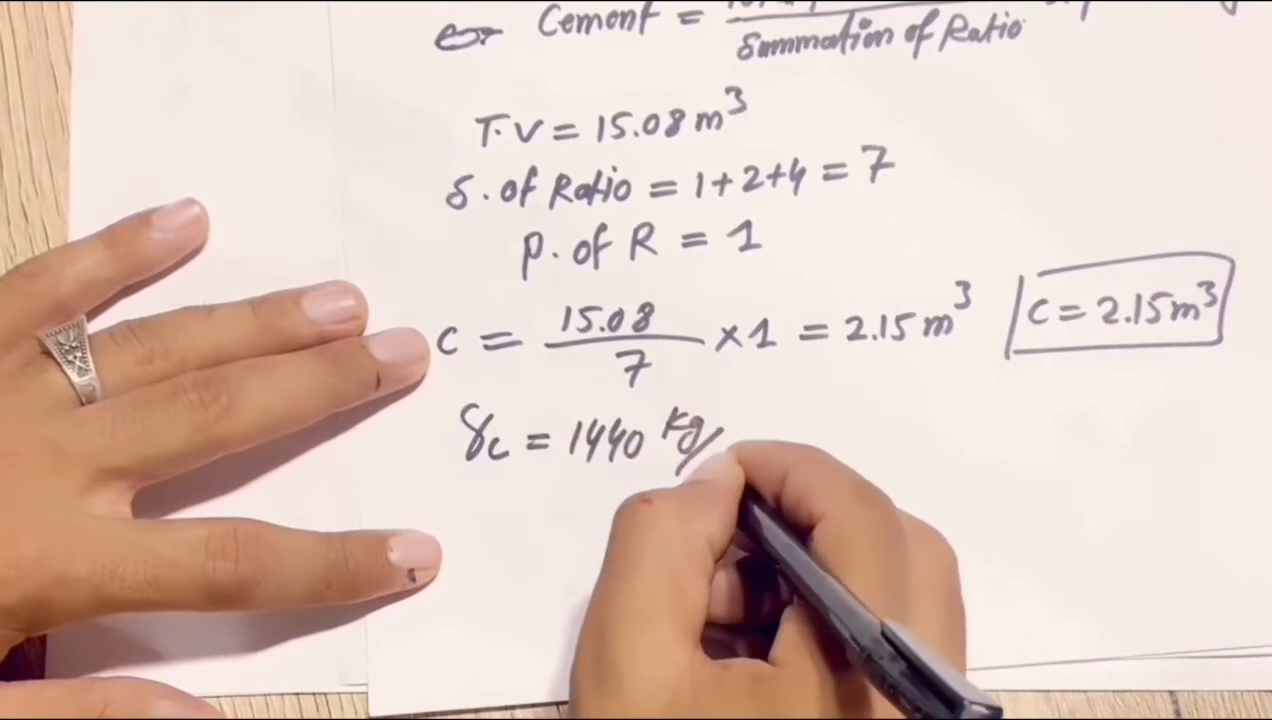 Cement =
Summation of Ratio
T.V = 15.08 m³
S. of Ratio = 1+2+4 = 7
P. of R = 1
C = 15.08 / 7 × 1 = 2.15 m³
C = 2.15 m³
γc = 1440 kg/